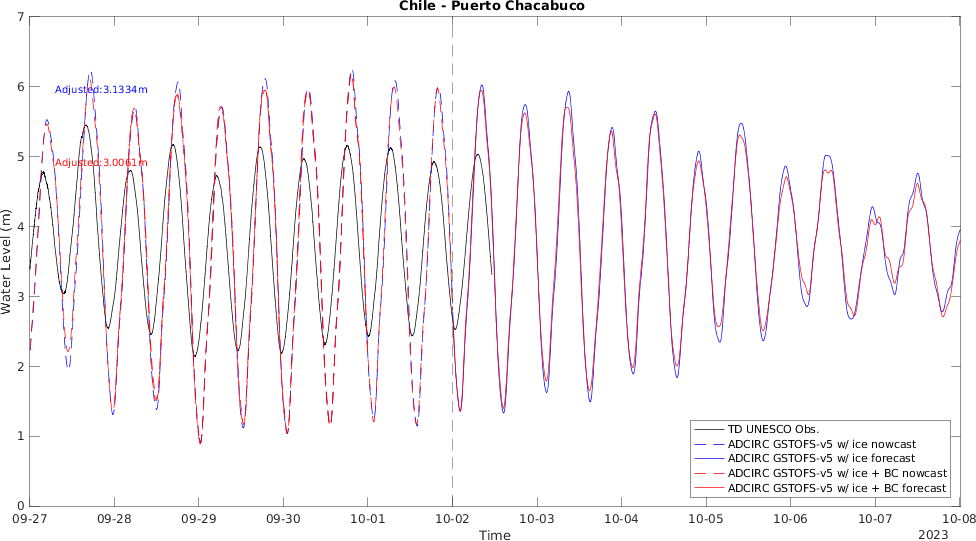 Chile - Puerto Chacabuco
7
6
5
4
3
2
1
0
Water Level (m)
Adjusted:3.1334m
Adjusted:3.0061m
TD UNESCO Obs.
ADCIRC GSTOFS-v5 w/ ice nowcast
ADCIRC GSTOFS-v5 w/ ice forecast
ADCIRC GSTOFS-v5 w/ ice + BC nowcast
ADCIRC GSTOFS-v5 w/ ice + BC forecast
09-27 09-28 09-29 09-30 10-01 10-02 10-03 10-04 10-05 10-06 10-07 10-08
Time
2023